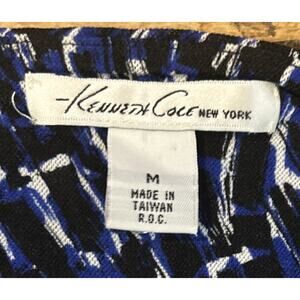 Kenneth Cole NEW YORK
M
MADE IN
TAIWAN
R.O.C.